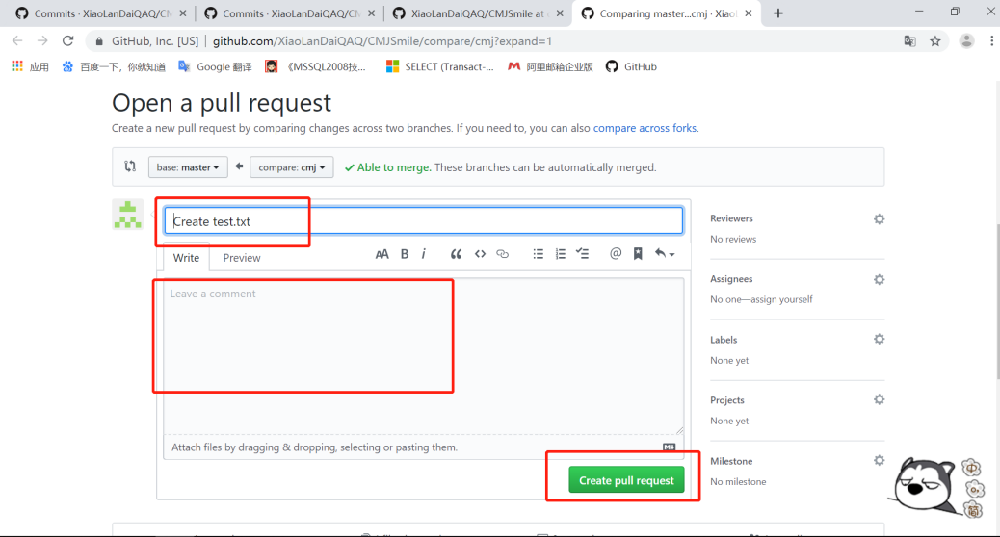 Commits · XiaoLanDaiQAQ/CM
Commits · XiaoLanDaiQAQ/CM
XiaoLanDaiQAQ/CMJSmile at
Comparing master...cmj · Xiao
GitHub, Inc. [US] | github.com/XiaoLanDaiQAQ/CMJSmile/compare/cmj?expand=1
应用 百度一下，你就知道 Google 翻译 《MSSQL2008技... SELECT (Transact-... 阿里邮箱企业版 GitHub
Open a pull request
Create a new pull request by comparing changes across two branches. If you need to, you can also compare across forks.
base: master compare: cmj Able to merge. These branches can be automatically merged.
Create test.txt
Write Preview
AA B i
Leave a comment
Attach files by dragging & dropping, selecting or pasting them.
Create pull request
Reviewers
No reviews
Assignees
No one—assign yourself
Labels
None yet
Projects
None yet
Milestone
No milestone
中
简